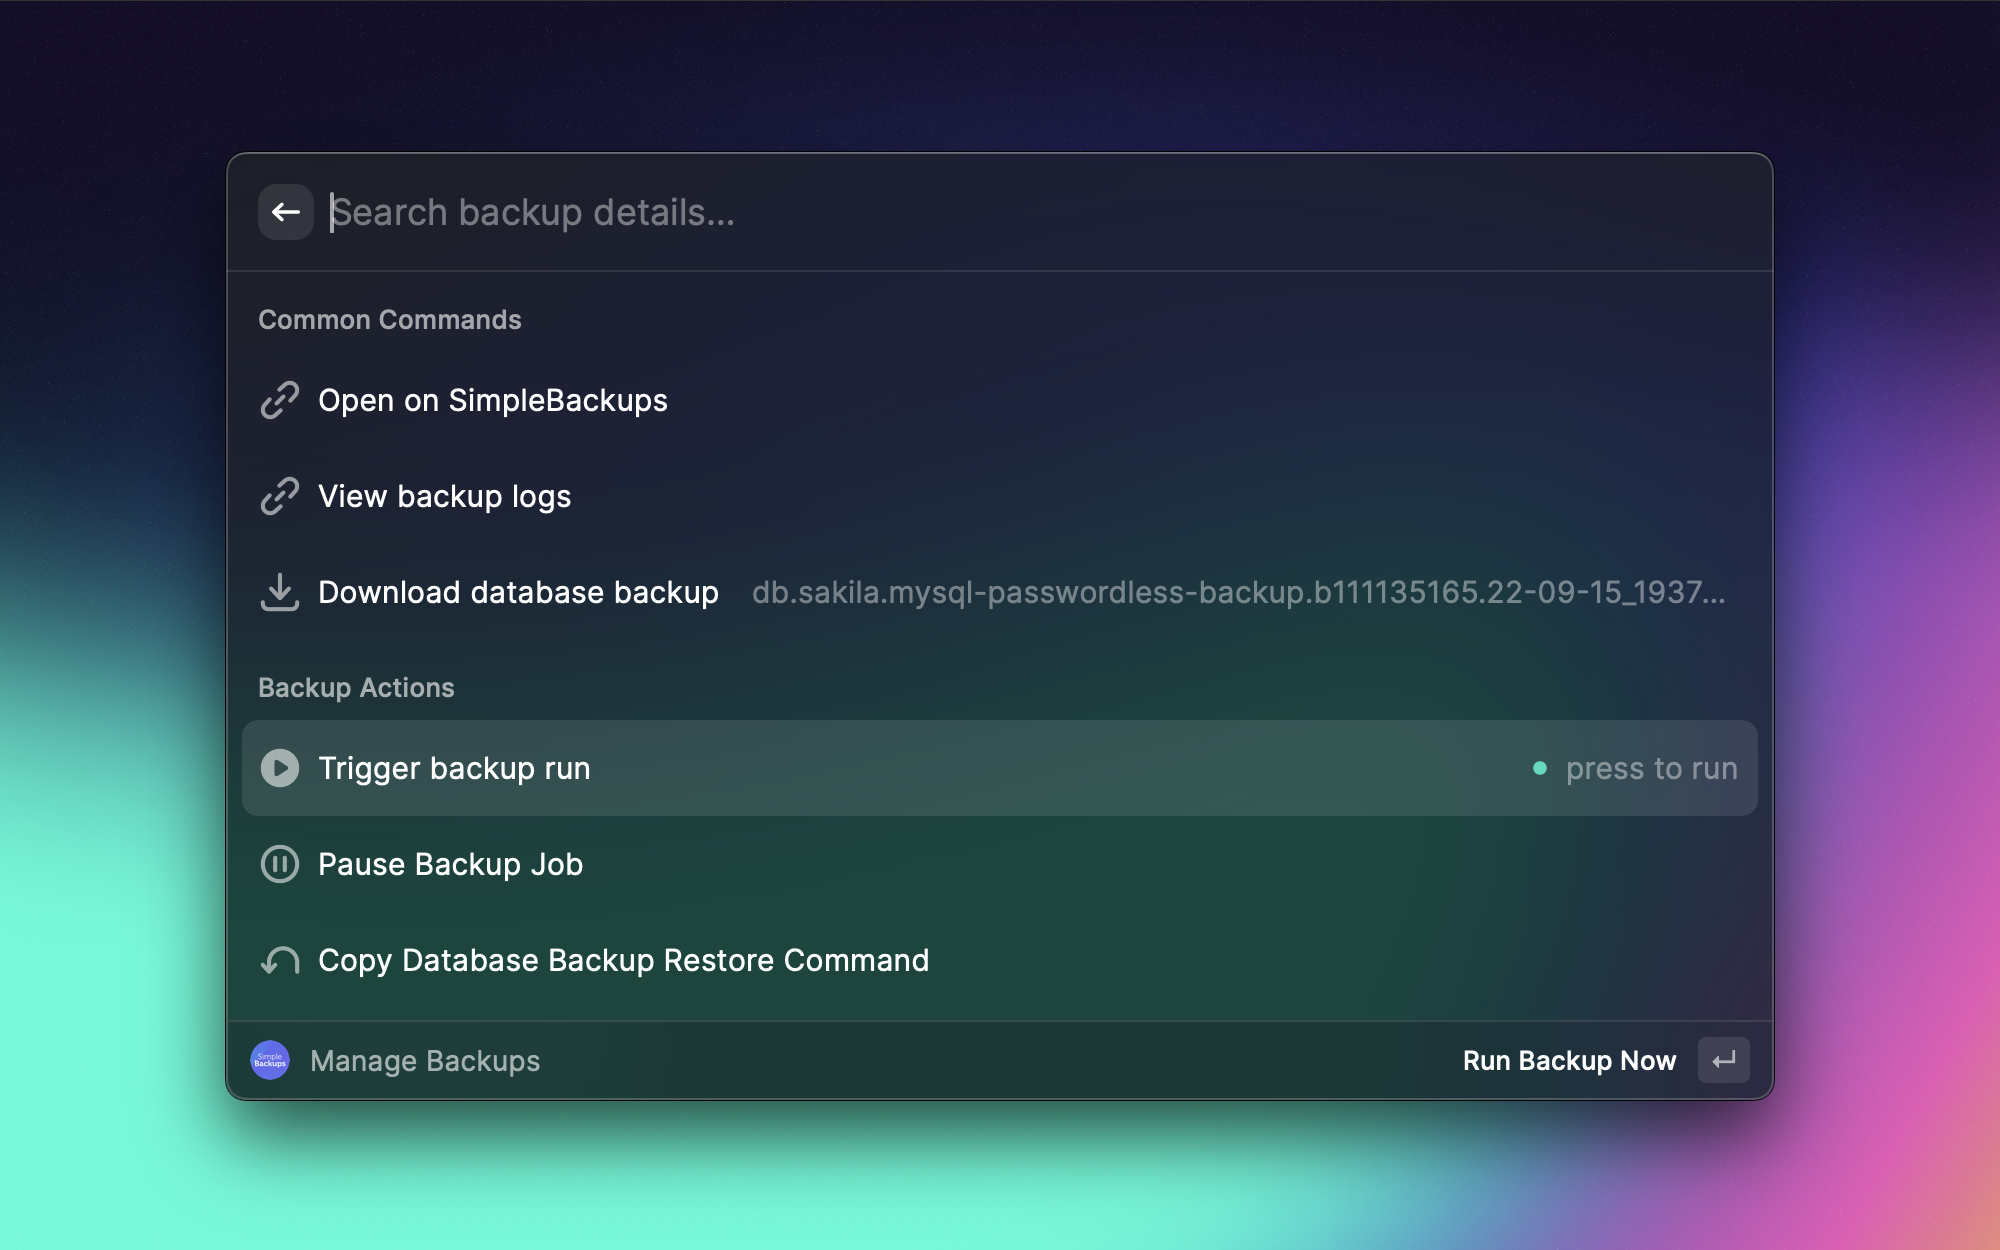 Search backup details...
Common Commands
Open on SimpleBackups
View backup logs
Download database backup db.sakila.mysql-passwordless-backup.b111135165.22-09-15_1937...
Backup Actions
Trigger backup run press to run
Pause Backup Job
Copy Database Backup Restore Command
Simple
Backups
Manage Backups Run Backup Now